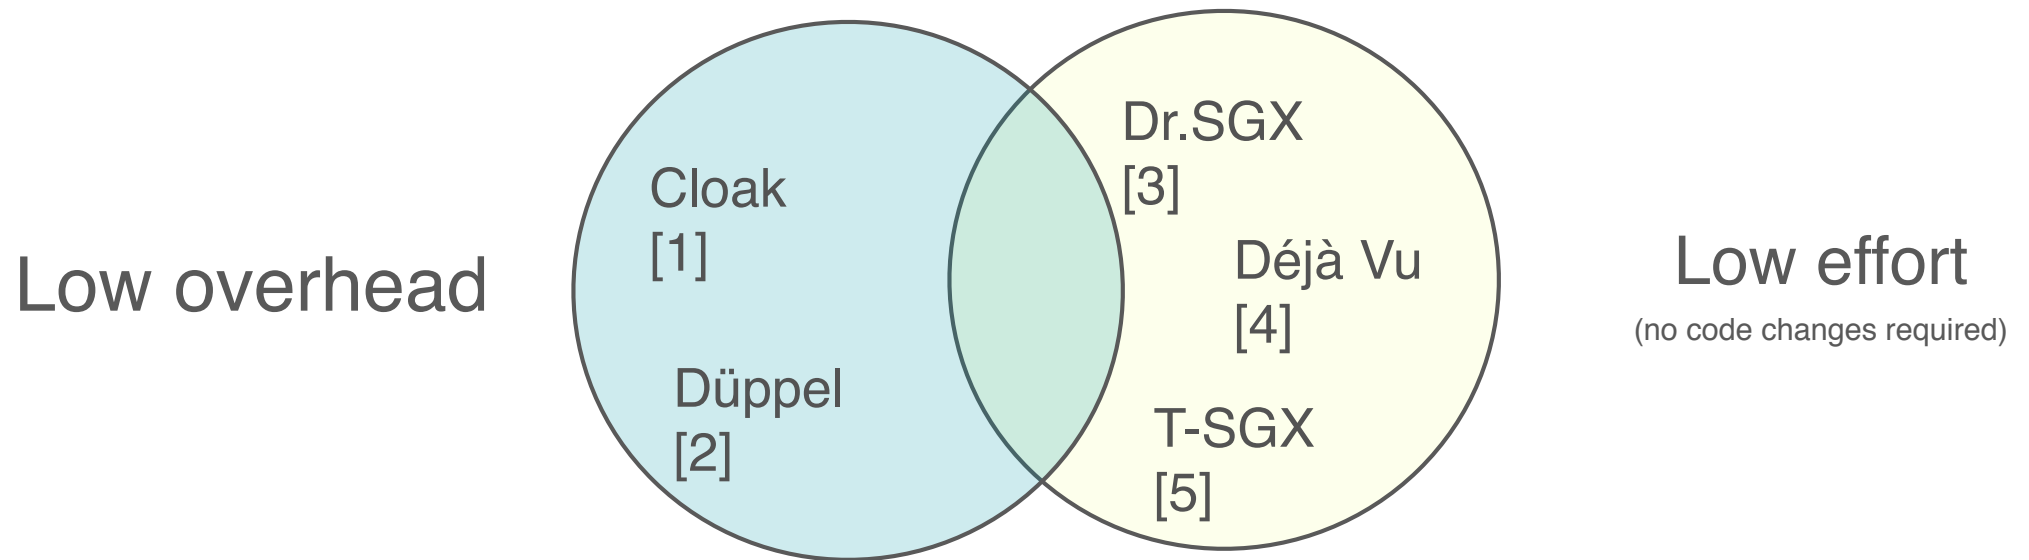 Low overhead
Cloak
[1]
Düppel
[2]
Dr.SGX
[3]
Déjà Vu
[4]
T-SGX
[5]
Low effort
(no code changes required)